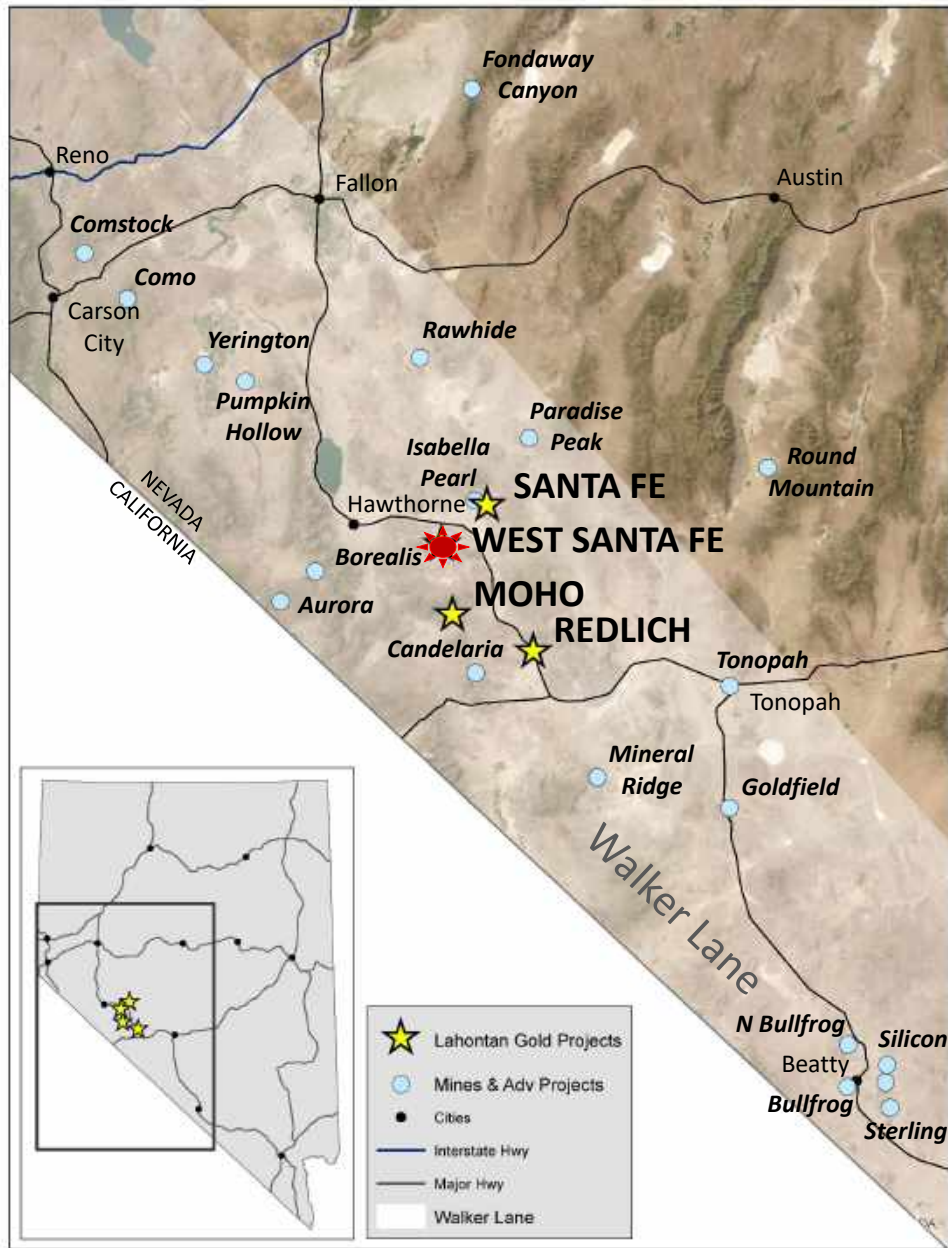 Fondaway
Canyon
Reno
Fallon
Austin
Comstock
Como
Carson
City
Yerington
Rawhide
Pumpkin
Hollow
Paradise
Peak
Isabella
Pearl
Round
Mountain
SANTA FE
NEVADA
CALIFORNIA
Hawthorne
WEST SANTA FE
Borealis
Aurora
MOHO
REDLICH
Candelaria
Tonopah
Tonopah
Mineral
Ridge
Goldfield
Walker Lane
N Bullfrog
Silicon
Beatty
Bullfrog
Sterling
Lahontan Gold Projects
Mines & Adv Projects
Cities
Interstate Hwy
Major Hwy
Walker Lane